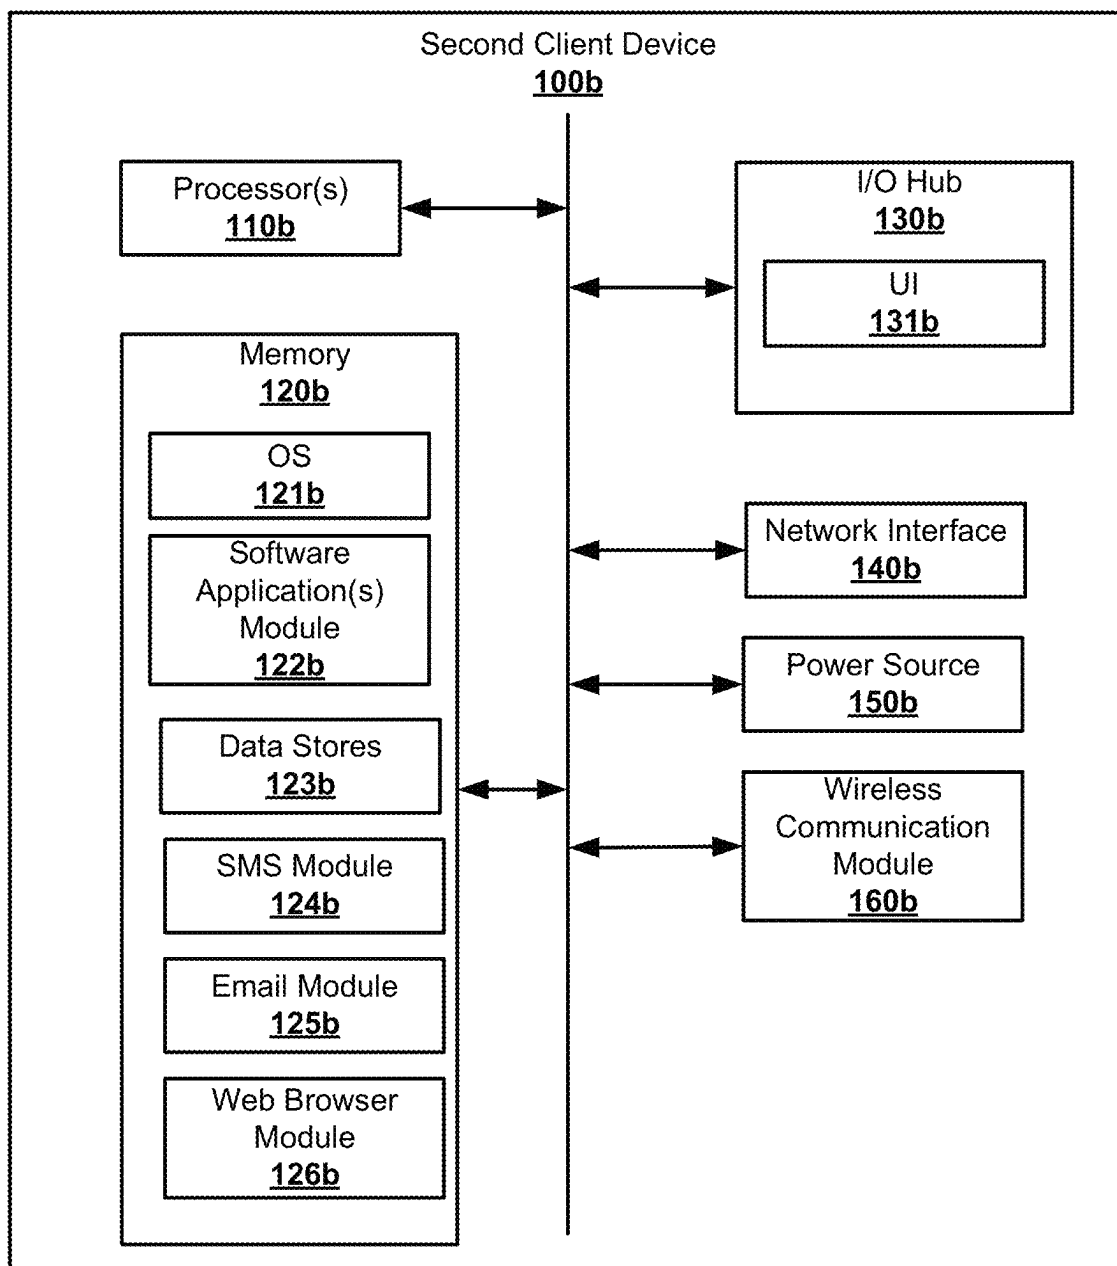 Second Client Device
100b
Processor(s)
110b
I/O Hub
130b
UI
131b
Memory
120b
OS
121b
Software
Application(s)
Module
122b
Data Stores
123b
SMS Module
124b
Email Module
125b
Web Browser
Module
126b
Network Interface
140b
Power Source
150b
Wireless
Communication
Module
160b